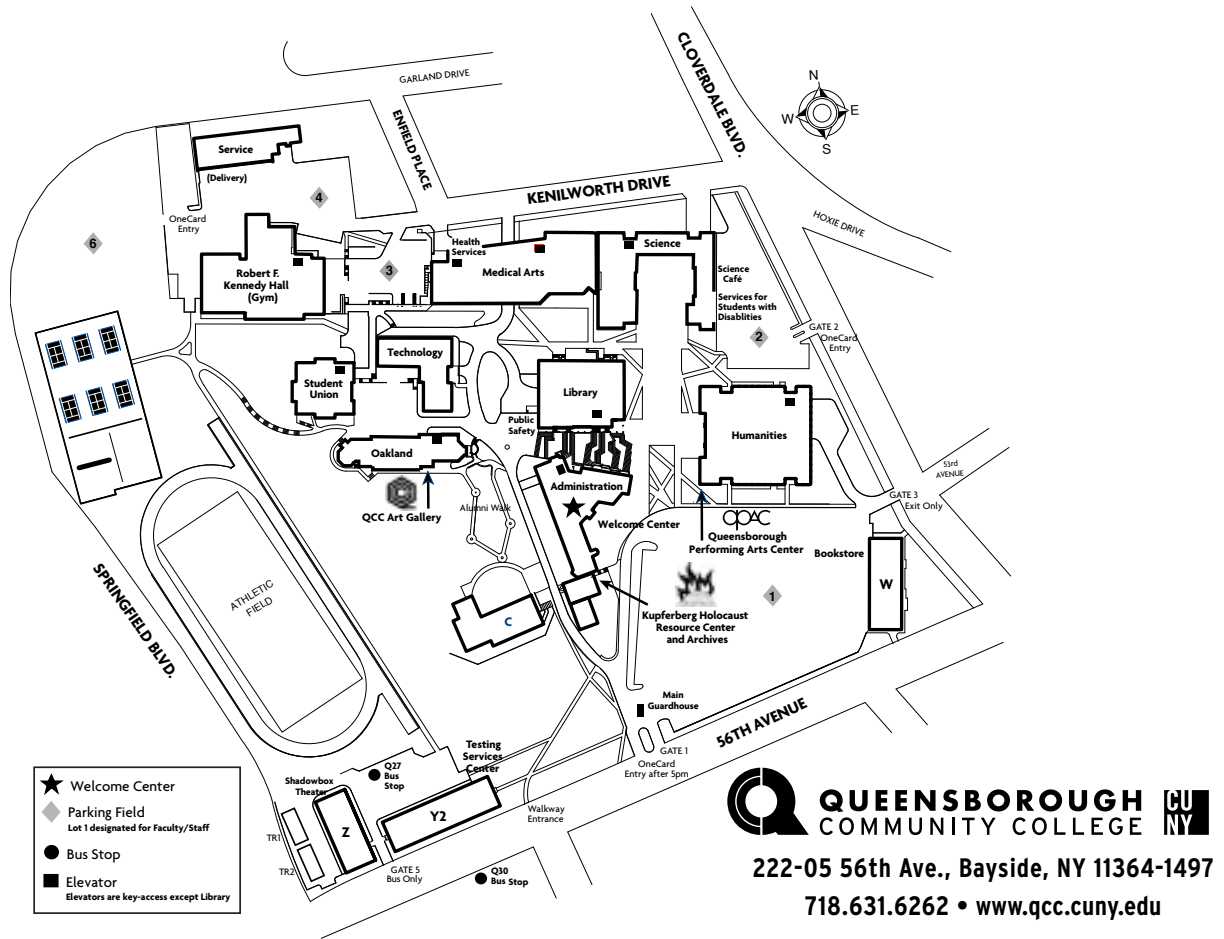 GARLAND DRIVE
CLOVERDALE BLVD.
N
W
E
S
ENFIELD PLACE
Service
(Delivery)
KENILWORTH DRIVE
4
OneCard
Entry
HOXIE DRIVE
6
Health
Services
Science
3
Medical Arts
Robert F.
Kennedy Hall
(Gym)
Science
Café
Services for
Students with
Disablities
2
GATE 2
OneCard
Entry
Technology
Student
Union
Library
Public
Safety
Humanities
Oakland
53rd
AVENUE
Administration
GATE 3
Exit Only
QCC Art Gallery
Alumni Walk
Welcome Center
QPAC
Queensborough
Performing Arts Center
Bookstore
W
ATHLETIC
FIELD
1
SPRINGFIELD BLVD.
C
Kupferberg Holocaust
Resource Center
and Archives
Main
Guardhouse
56TH AVENUE
GATE 1
OneCard
Entry after 5pm
Testing
Services
Center
Q27
Bus
Stop
Shadowbox
Theater
Z
Y2
Walkway
Entrance
TR1
TR2
GATE 5
Bus Only
Q30
Bus Stop
Welcome Center
Parking Field
Lot 1 designated for Faculty/Staff
Bus Stop
Elevator
Elevators are key-access except Library
QUEENSBOROUGH
COMMUNITY COLLEGE
CU
NY
222-05 56th Ave., Bayside, NY 11364-1497
718.631.6262 • www.qcc.cuny.edu